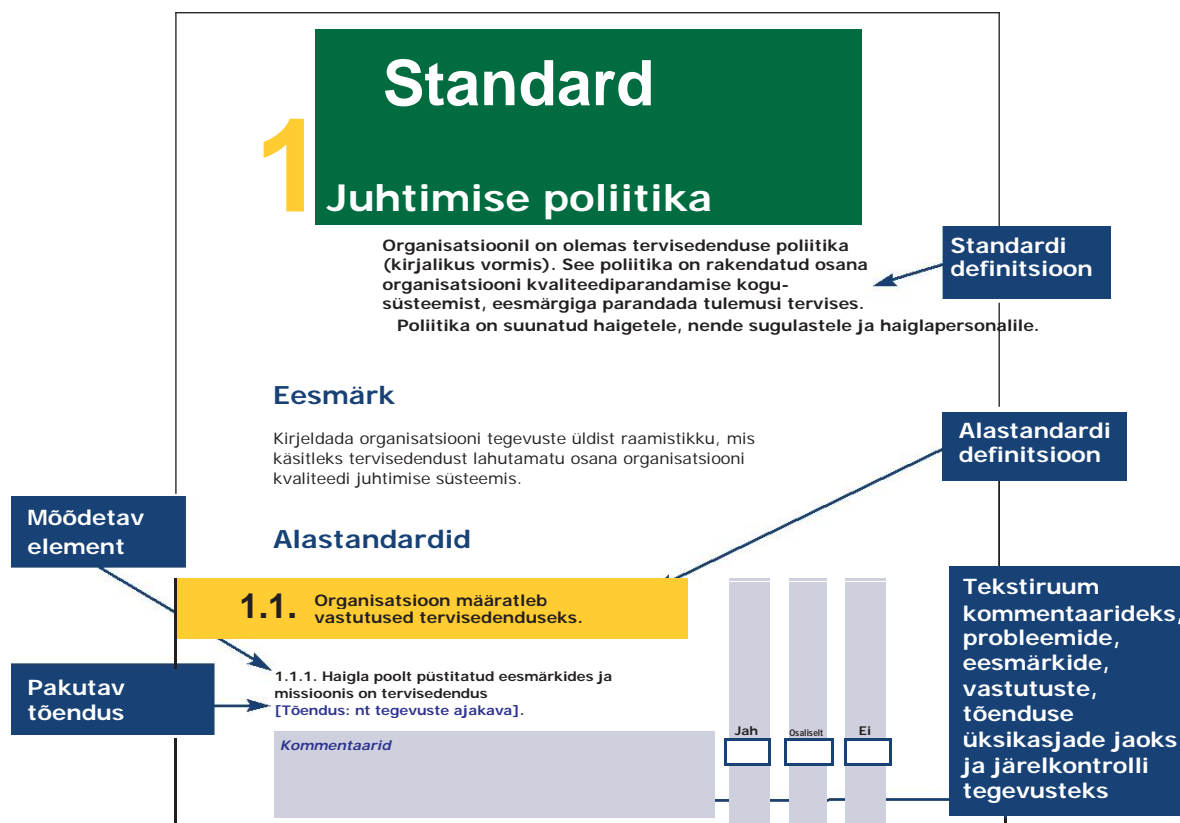 Standard
1
Juhtimise poliitika
Organisatsioonil on olemas tervisedenduse poliitika
(kirjalikus vormis). See poliitika on rakendatud osana
organisatsiooni kvaliteediparandamise kogu-
süsteemist, eesmärgiga parandada tulemusi tervises.
Poliitika on suunatud haigetele, nende sugulastele ja haiglapersonalile.
Standardi
definitsioon
Eesmärk
Kirjeldada organisatsiooni tegevuste üldist raamistikku, mis
käsitleks tervisedendust lahutamatu osana organisatsiooni
kvaliteedi juhtimise süsteemis.
Alastandardi
definitsioon
Mõõdetav
element
Alastandardid
1.1. Organisatsioon määratleb
vastutused tervisedenduseks.
Pakutav
tõendus
1.1.1. Haigla poolt püstitatud eesmärkides ja
missioonis on tervisedendus
[Tõendus: nt tegevuste ajakava].
Kommentaarid
Jah Osaliselt Ei
Tekstiruum
kommentaarideks,
probleemide,
eesmärkide,
vastutuste,
tõenduse
üksikasjade jaoks
ja järelkontrolli
tegevusteks